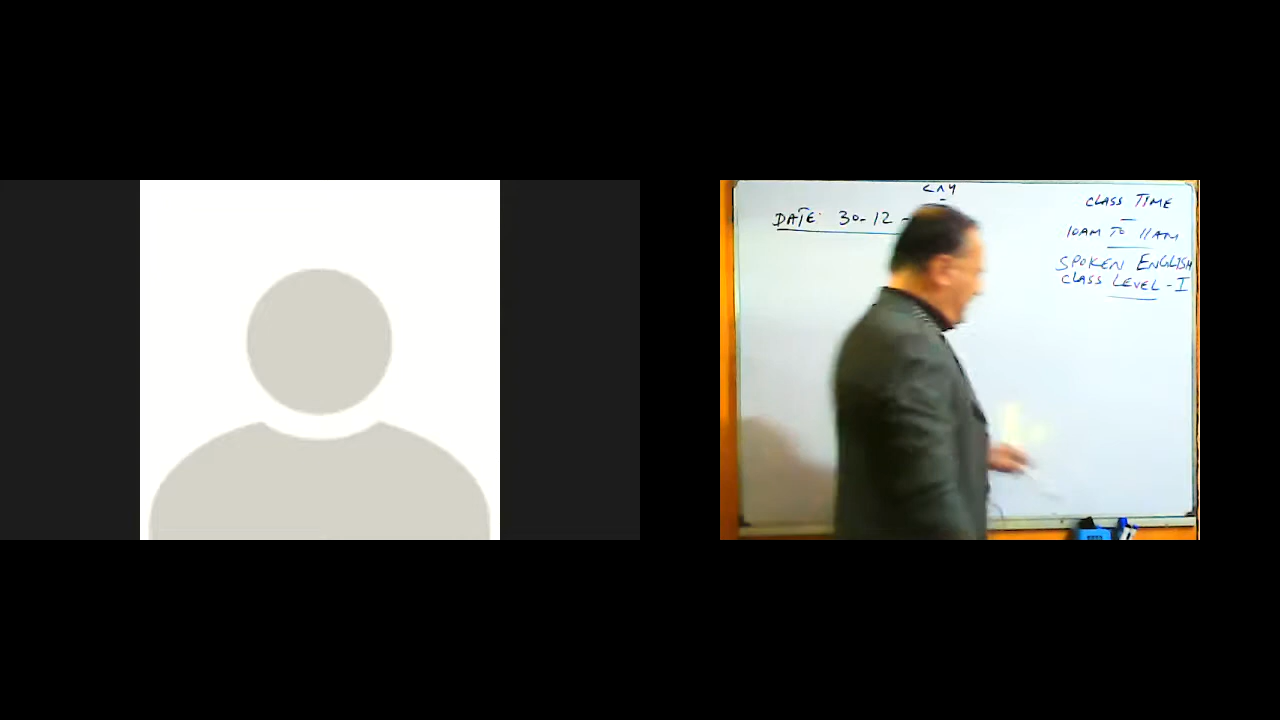 DATE: 30-12-
CLASS TIME
10AM TO 11AM
SPOKEN ENGLISH
CLASS LEVEL - I